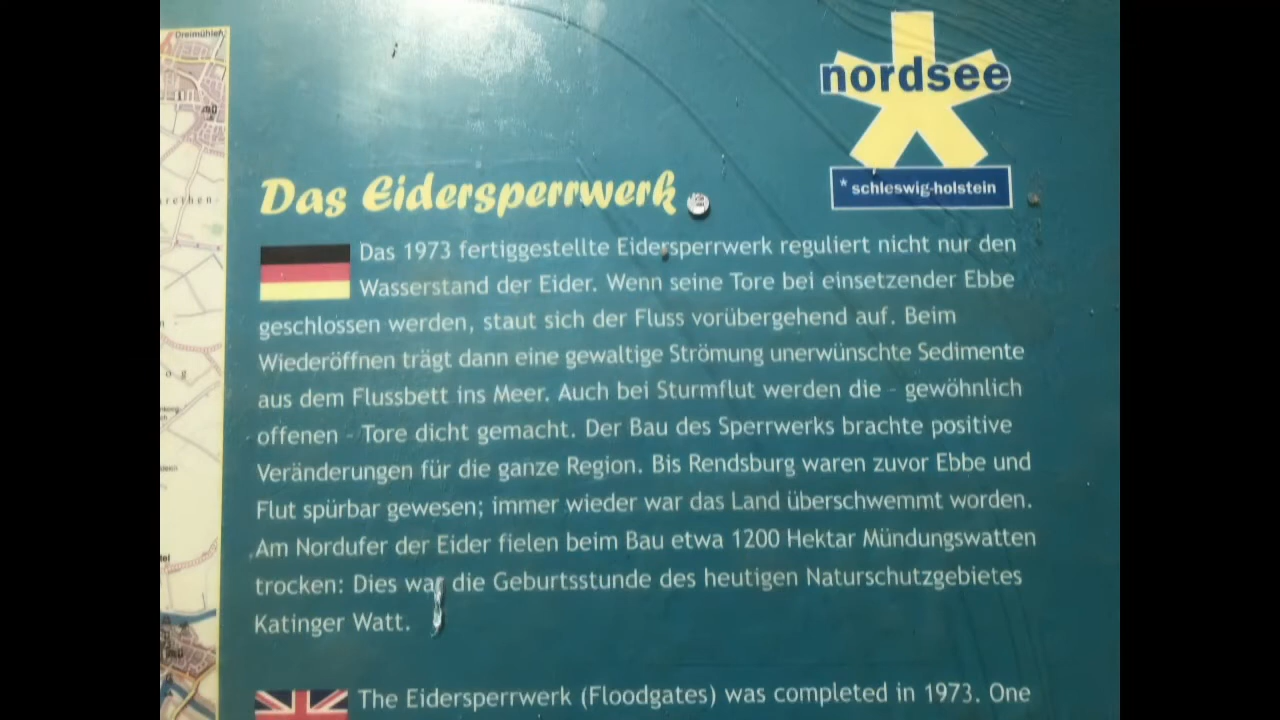 Dreimühlen
nordsee
* schleswig-holstein
Das Eidersperrwerk
Das 1973 fertiggestellte Eidersperrwerk reguliert nicht nur den
Wasserstand der Eider. Wenn seine Tore bei einsetzender Ebbe
geschlossen werden, staut sich der Fluss vorübergehend auf. Beim
Wiederöffnen trägt dann eine gewaltige Strömung unerwünschte Sedimente
aus dem Flussbett ins Meer. Auch bei Sturmflut werden die – gewöhnlich
offenen – Tore dicht gemacht. Der Bau des Sperrwerks brachte positive
Veränderungen für die ganze Region. Bis Rendsburg waren zuvor Ebbe und
Flut spürbar gewesen; immer wieder war das Land überschwemmt worden.
Am Nordufer der Eider fielen beim Bau etwa 1200 Hektar Mündungswatten
trocken: Dies war die Geburtsstunde des heutigen Naturschutzgebietes
Katinger Watt.
The Eidersperrwerk (Floodgates) was completed in 1973. One